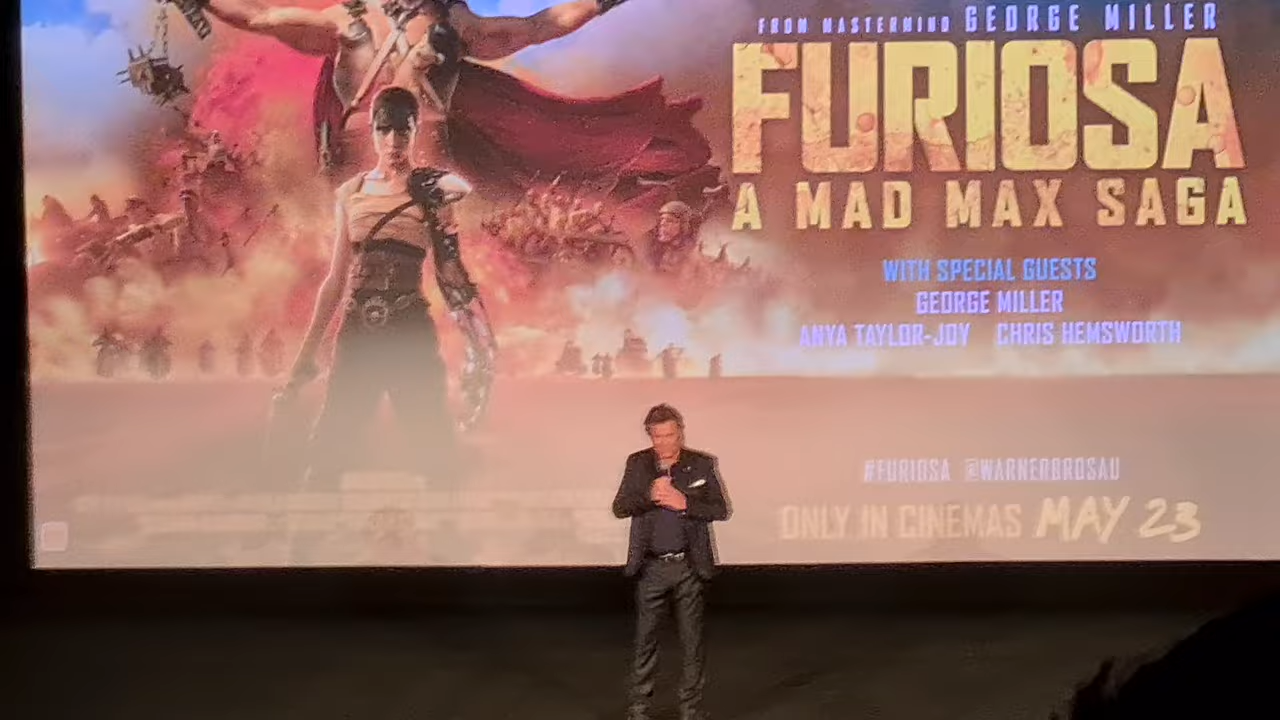 FROM MASTERMIND GEORGE MILLER
FURIOSA
A MAD MAX SAGA
WITH SPECIAL GUESTS
GEORGE MILLER
ANYA TAYLOR-JOY CHRIS HEMSWORTH
#FURIOSA @WARNERBROSAU
ONLY IN CINEMAS MAY 23